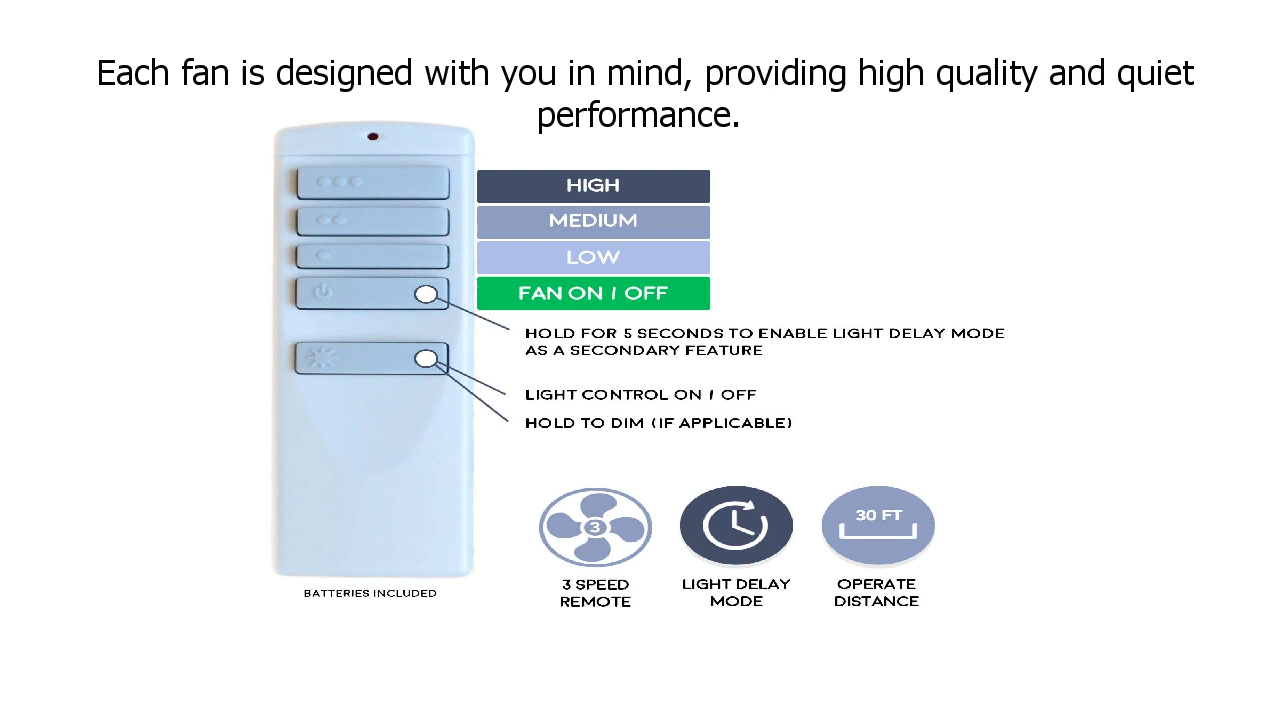 Each fan is designed with you in mind, providing high quality and quiet
performance.
HIGH
MEDIUM
LOW
FAN ON / OFF
HOLD FOR 5 SECONDS TO ENABLE LIGHT DELAY MODE
AS A SECONDARY FEATURE
LIGHT CONTROL ON / OFF
HOLD TO DIM (IF APPLICABLE)
3
30 FT
3 SPEED
REMOTE
LIGHT DELAY
MODE
OPERATE
DISTANCE
BATTERIES INCLUDED